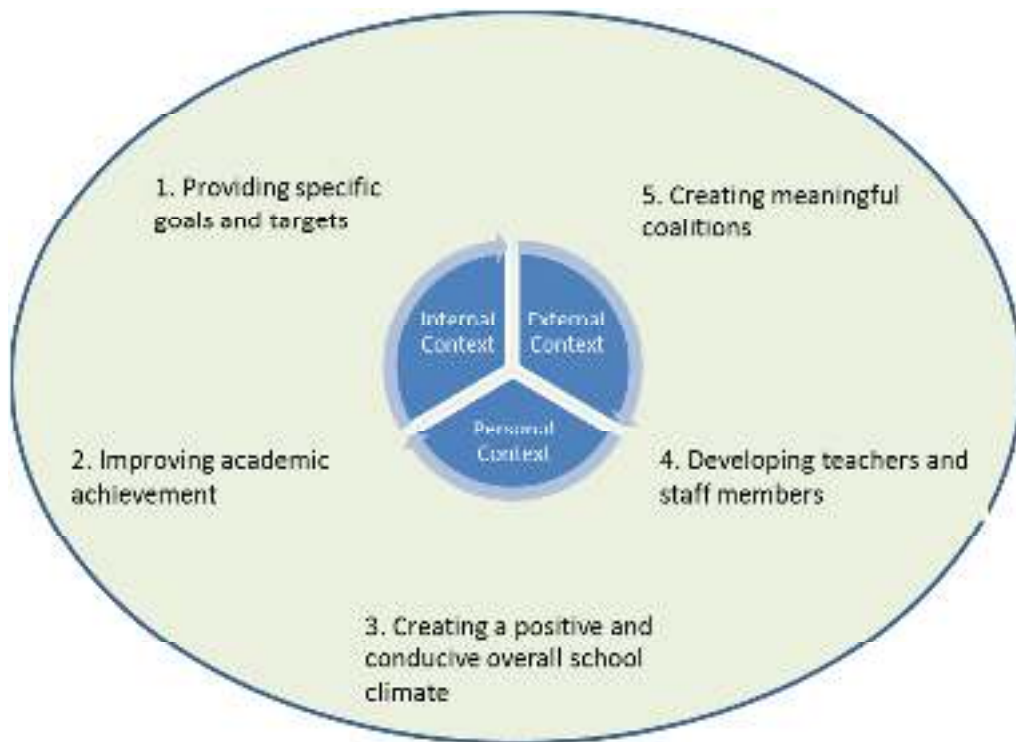 1. Providing specific
goals and targets
5. Creating meaningful
coalitions
Internal
Context
External
Context
Personal
Context
2. Improving academic
achievement
4. Developing teachers and
staff members
3. Creating a positive and
conducive overall school
climate